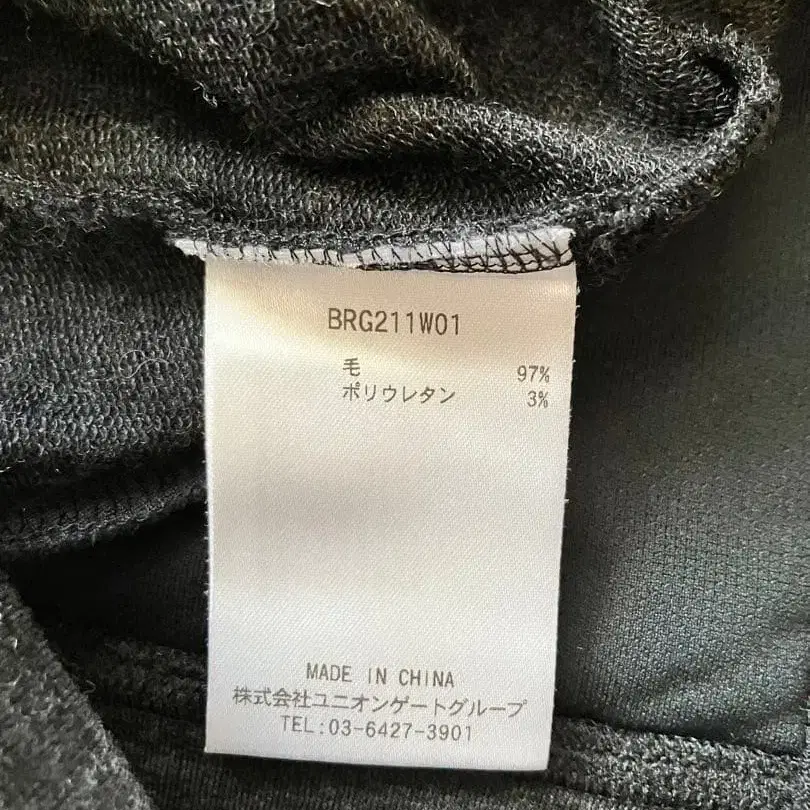 BRG211W01
毛 97%
ポリウレタン 3%
MADE IN CHINA
株式会社ユニオンゲートグループ
TEL:03-6427-3901